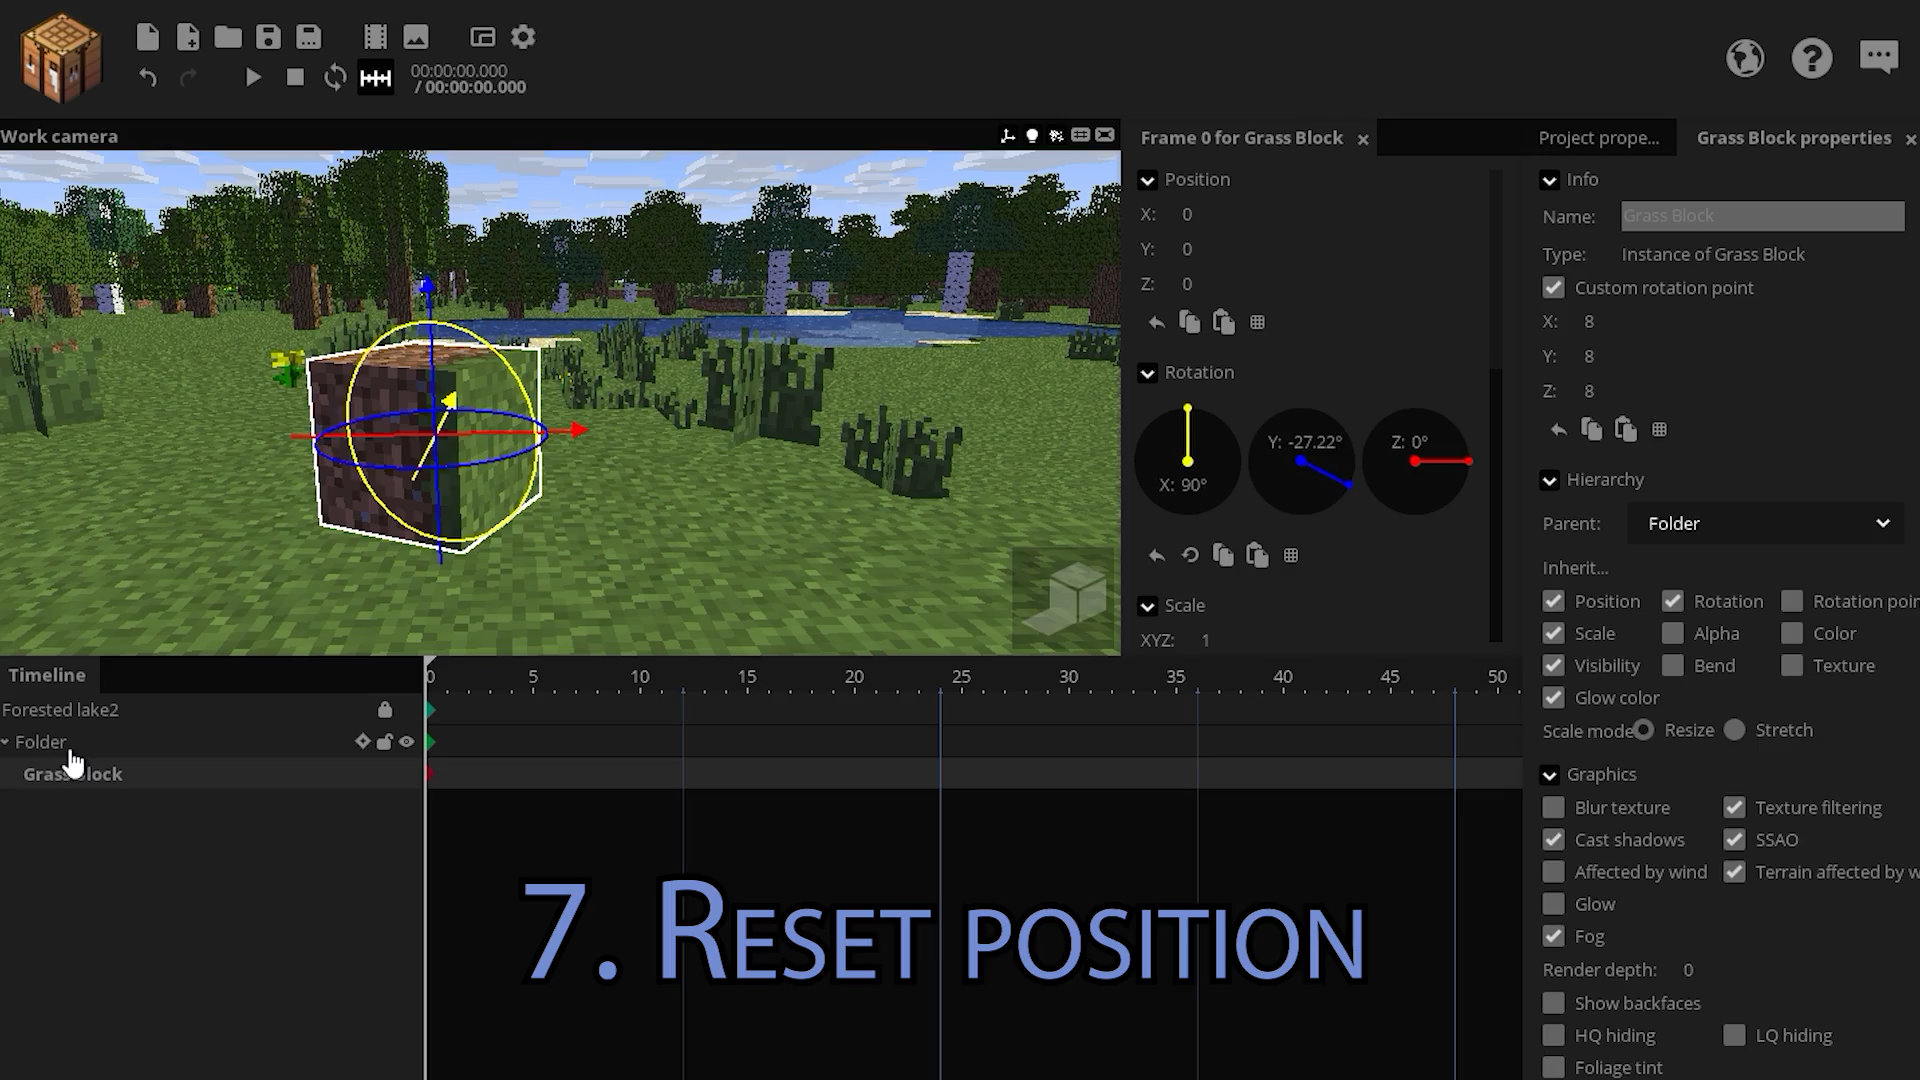 00:00:00.000
/ 00:00:00.000
Work camera
Frame 0 for Grass Block
Project prope...
Grass Block properties
Position
X: 0
Y: 0
Z: 0
Rotation
X: 90°
Y: -27.22°
Z: 0°
Scale
XYZ: 1
Info
Name: Grass Block
Type: Instance of Grass Block
Custom rotation point
X: 8
Y: 8
Z: 8
Hierarchy
Parent: Folder
Inherit...
Position Rotation Rotation poin
Scale Alpha Color
Visibility Bend Texture
Glow color
Scale mode Resize Stretch
Graphics
Blur texture Texture filtering
Cast shadows SSAO
Affected by wind Terrain affected by w
Glow
Fog
Render depth: 0
Show backfaces
HQ hiding LQ hiding
Foliage tint
Timeline
0 5 10 15 20 25 30 35 40 45 50
Forested lake2
Folder
Grass Block
7. Reset position